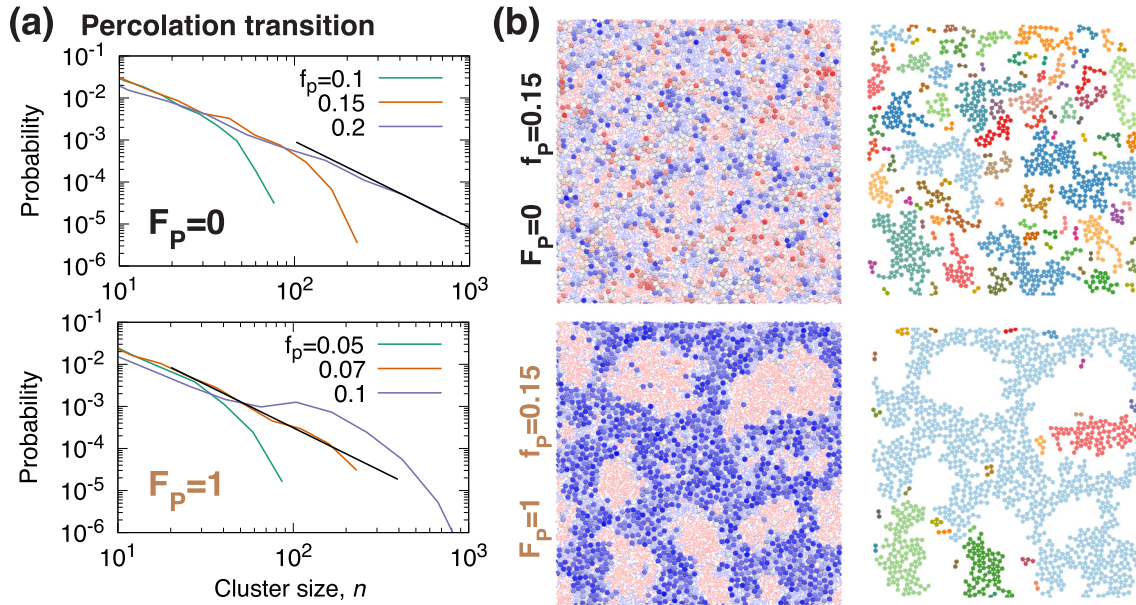 (a) Percolation transition
10^-1
10^-2
10^-3
10^-4
10^-5
10^-6
Probability
f_P=0.1
0.15
0.2
F_P=0
10^1
10^2
10^3
10^-1
10^-2
10^-3
10^-4
10^-5
10^-6
Probability
f_P=0.05
0.07
0.1
F_P=1
10^1
10^2
10^3
Cluster size, n
(b)
F_P=0 f_P=0.15
F_P=1 f_P=0.15